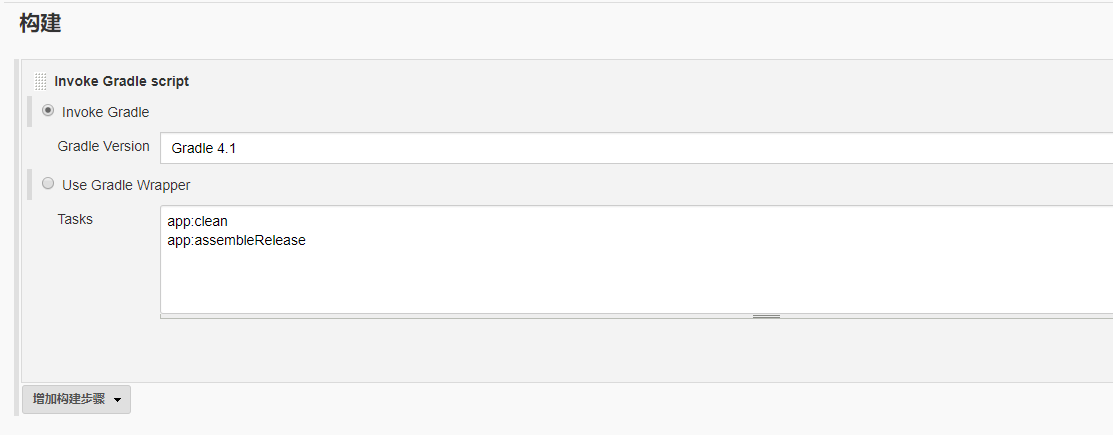 构建
Invoke Gradle script
Invoke Gradle
Gradle Version Gradle 4.1
Use Gradle Wrapper
Tasks app:clean
app:assembleRelease
增加构建步骤